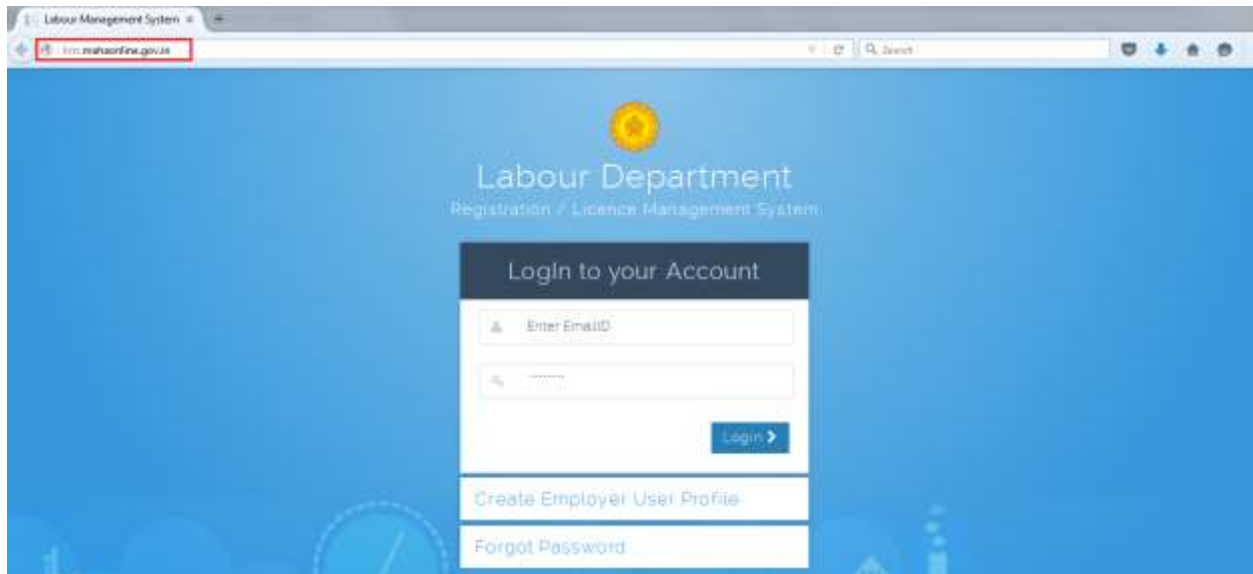 Labour Management System
lms.mahaonline.gov.in
Search
Labour Department
Registration / Licence Management System
LogIn to your Account
Enter EmailID
Login
Create Employer User Profile
Forgot Password